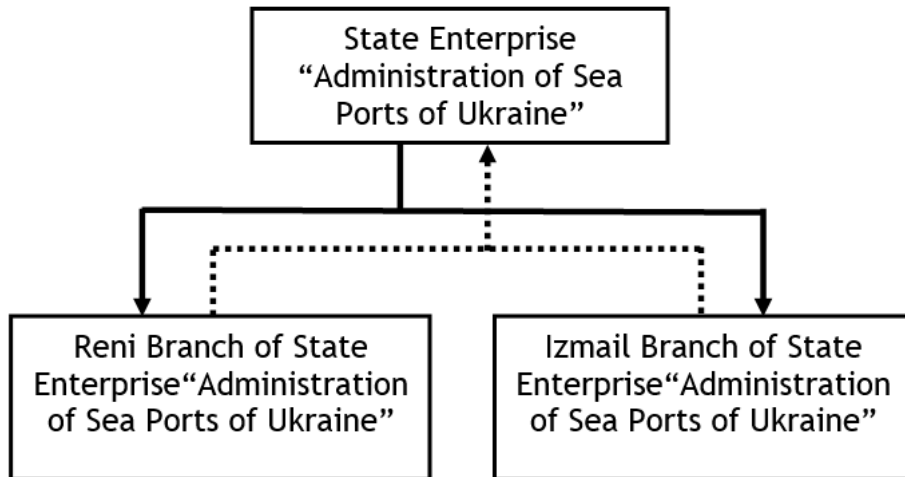 State Enterprise
“Administration of Sea
Ports of Ukraine”
Reni Branch of State
Enterprise“Administration
of Sea Ports of Ukraine”
Izmail Branch of State
Enterprise“Administration
of Sea Ports of Ukraine”